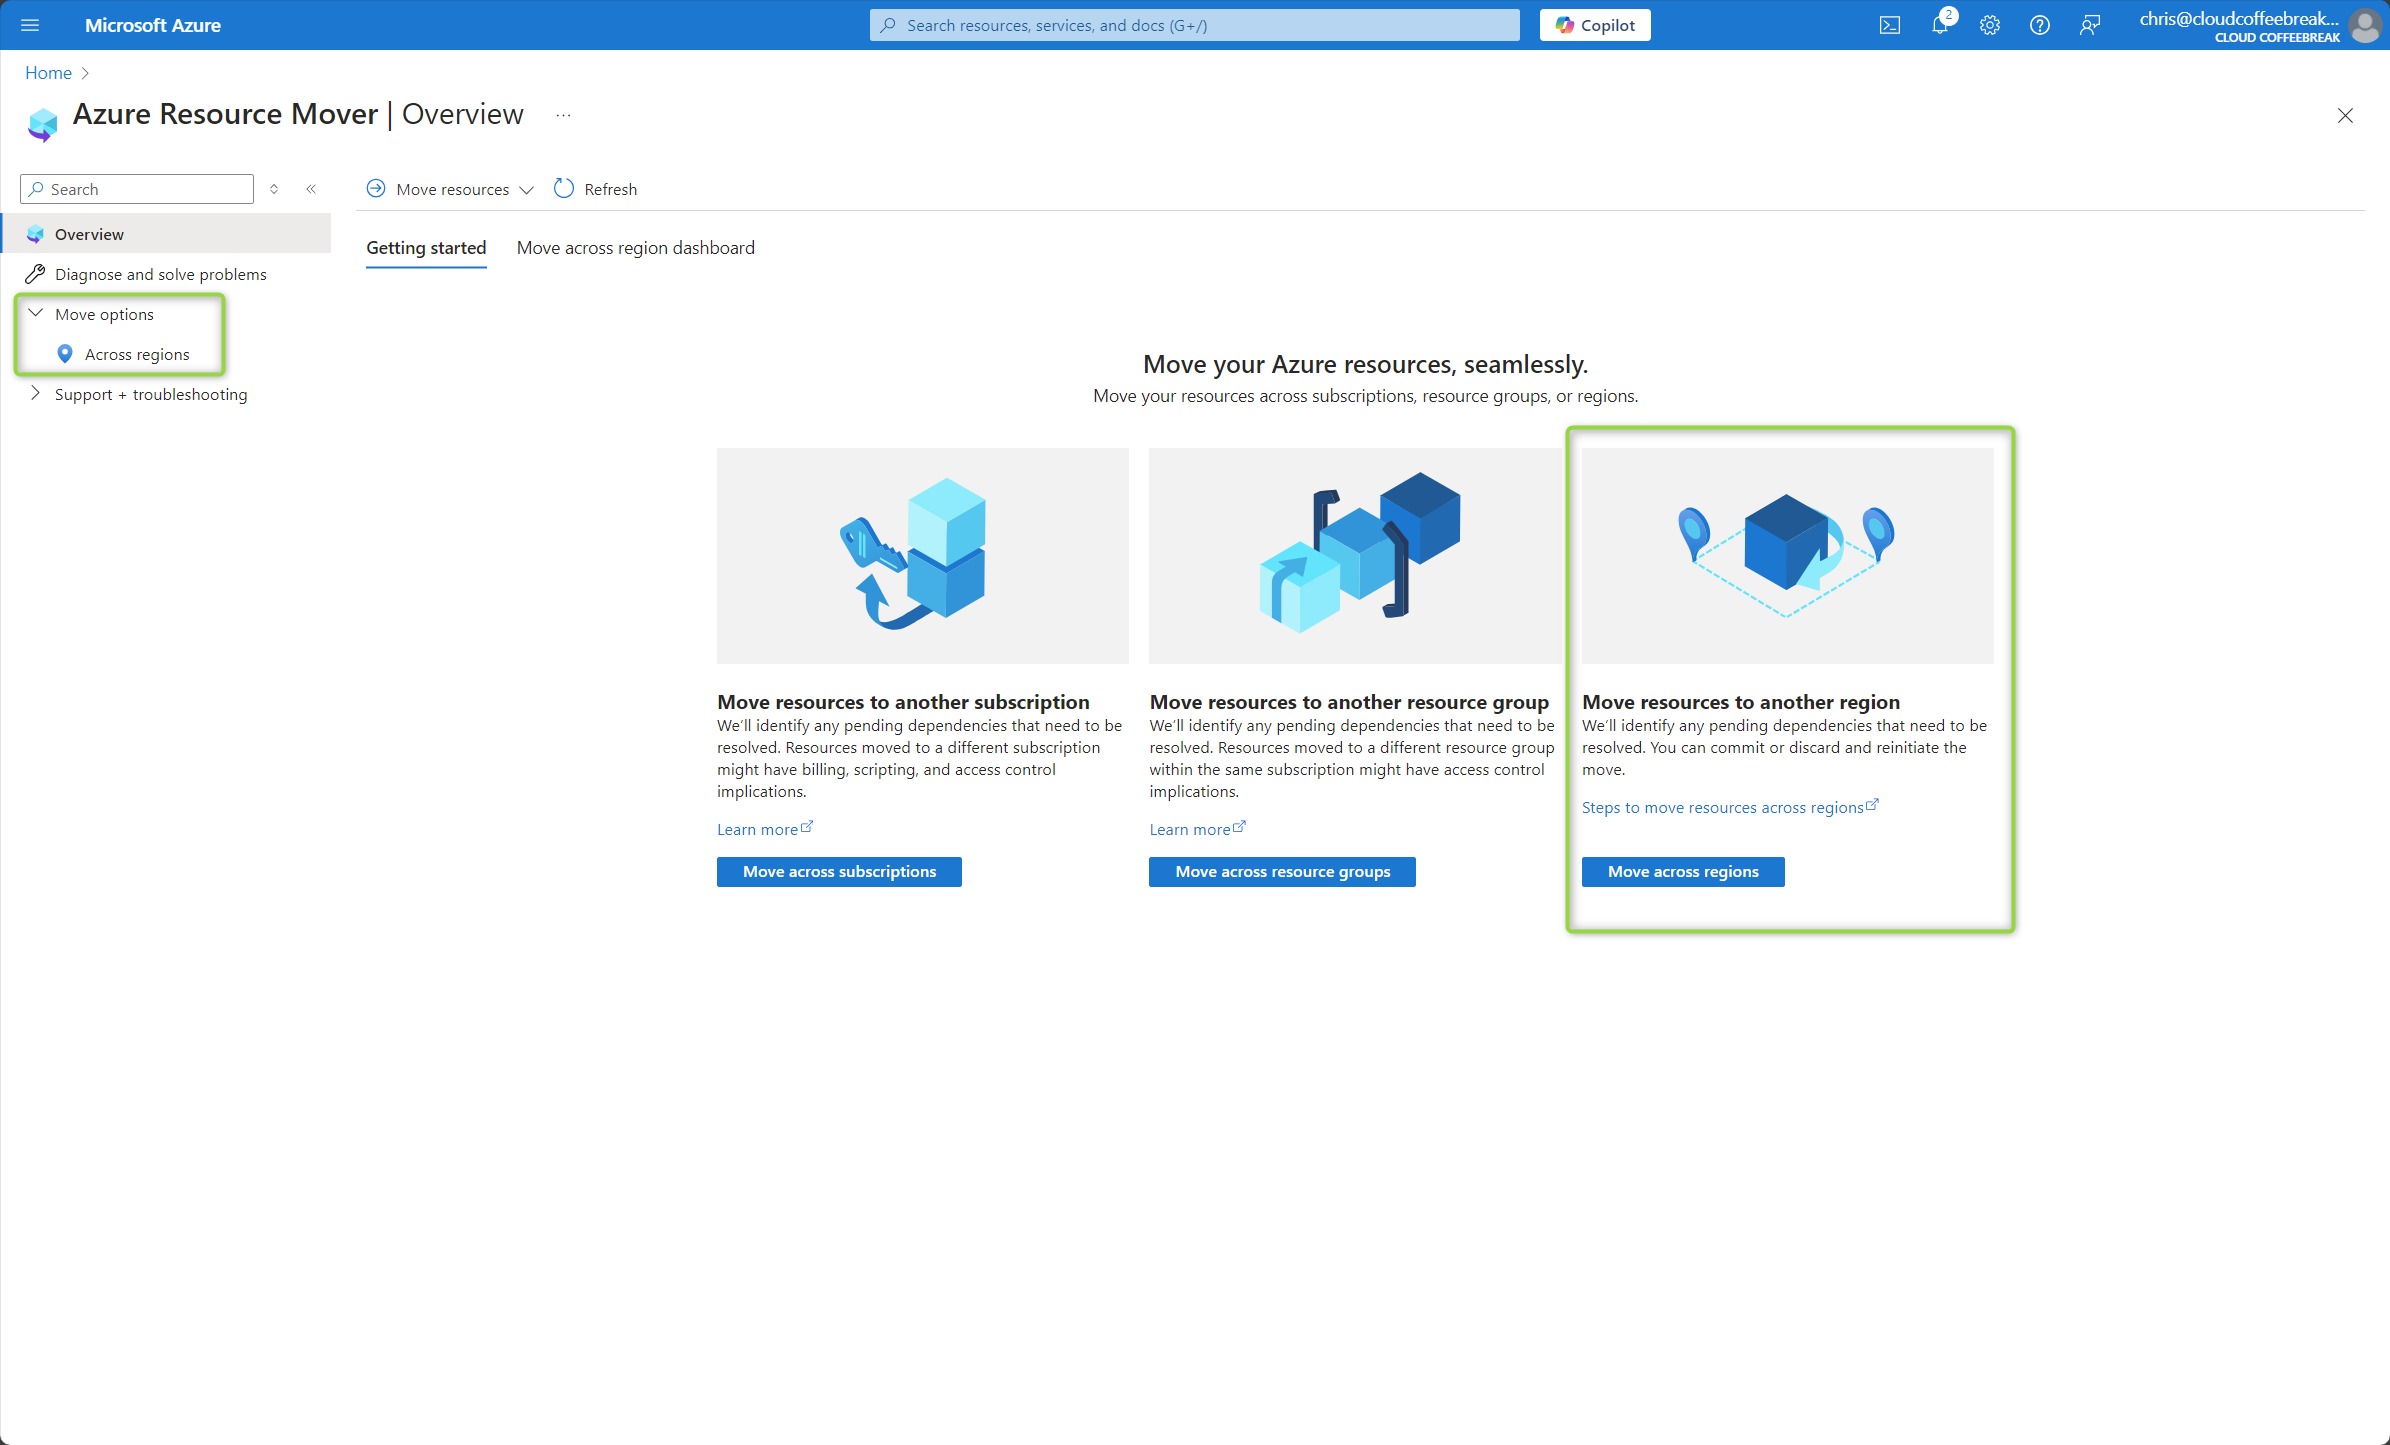 Microsoft Azure
Search resources, services, and docs (G+/)
Copilot
2
chris@cloudcoffeebreak...
CLOUD COFFEEBREAK
Home
Azure Resource Mover | Overview
...
Search
Move resources
Refresh
Overview
Diagnose and solve problems
Move options
Across regions
Support + troubleshooting
Getting started
Move across region dashboard
Move your Azure resources, seamlessly.
Move your resources across subscriptions, resource groups, or regions.
Move resources to another subscription
We'll identify any pending dependencies that need to be
resolved. Resources moved to a different subscription
might have billing, scripting, and access control
implications.
Learn more
Move across subscriptions
Move resources to another resource group
We'll identify any pending dependencies that need to be
resolved. Resources moved to a different resource group
within the same subscription might have access control
implications.
Learn more
Move across resource groups
Move resources to another region
We'll identify any pending dependencies that need to be
resolved. You can commit or discard and reinitiate the
move.
Steps to move resources across regions
Move across regions